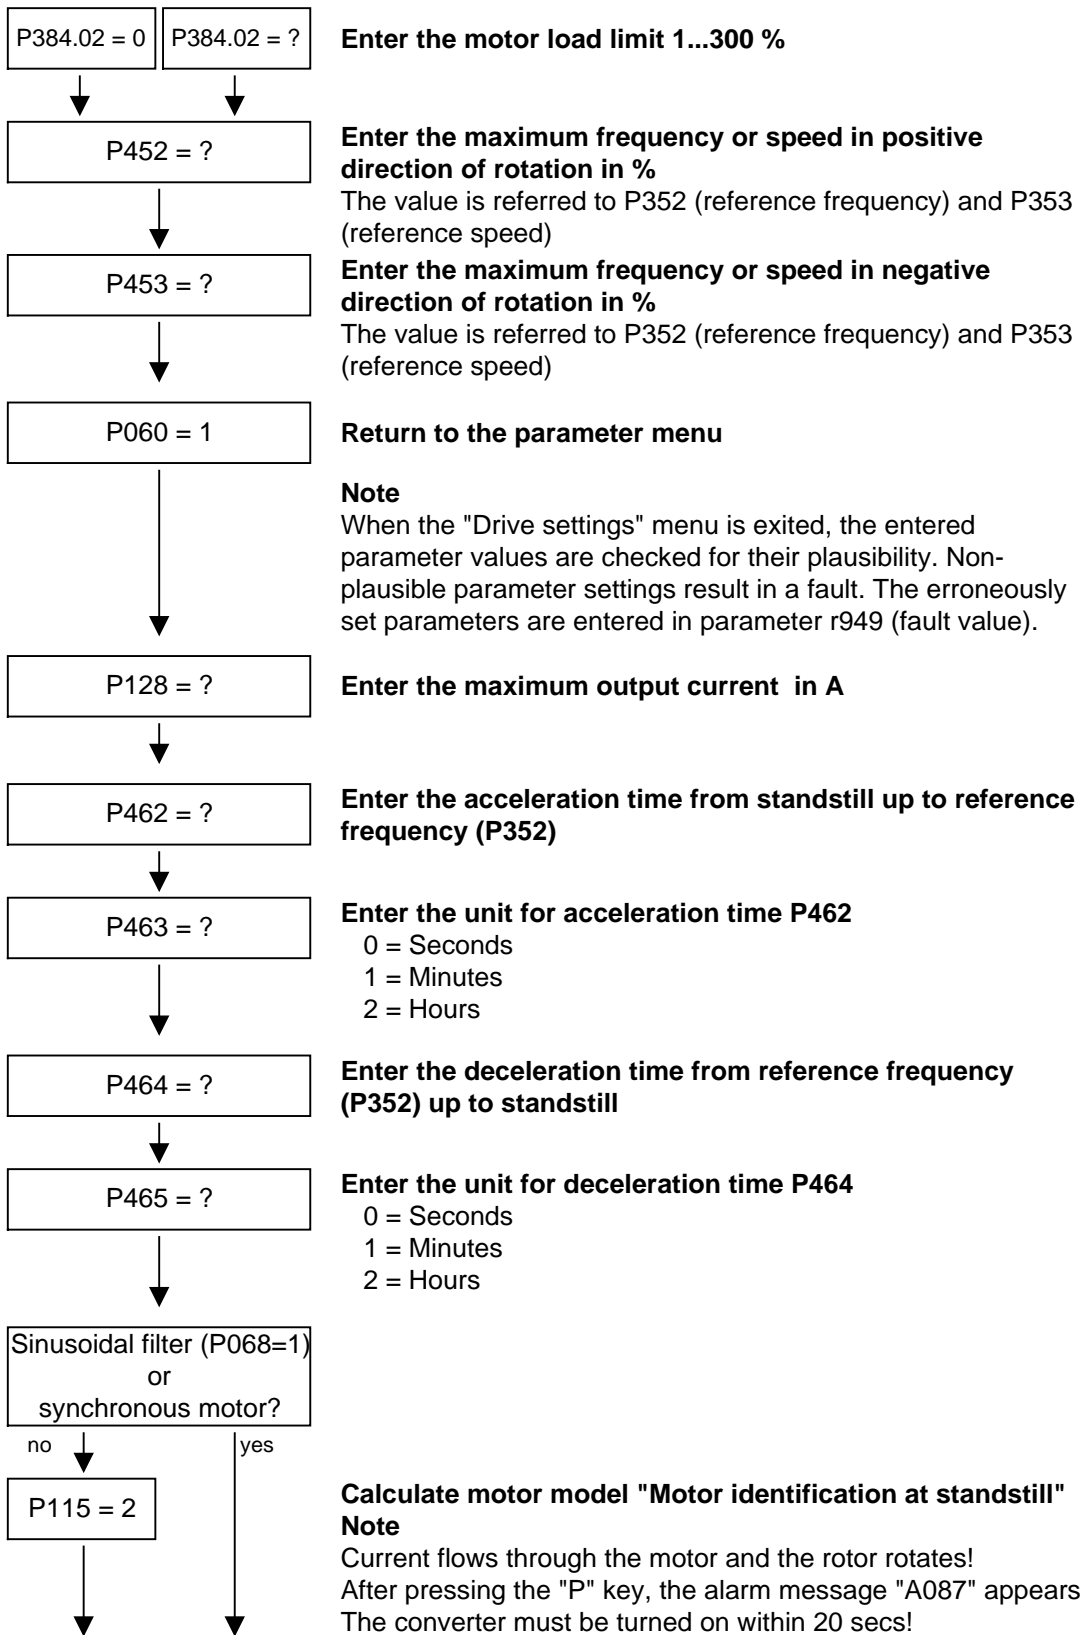 P384.02 = 0
P384.02 = ?
Enter the motor load limit 1...300 %
P452 = ?
Enter the maximum frequency or speed in positive
direction of rotation in %
The value is referred to P352 (reference frequency) and P353
(reference speed)
P453 = ?
Enter the maximum frequency or speed in negative
direction of rotation in %
The value is referred to P352 (reference frequency) and P353
(reference speed)
P060 = 1
Return to the parameter menu
Note
When the "Drive settings" menu is exited, the entered
parameter values are checked for their plausibility. Non-
plausible parameter settings result in a fault. The erroneously
set parameters are entered in parameter r949 (fault value).
P128 = ?
Enter the maximum output current  in A
P462 = ?
Enter the acceleration time from standstill up to reference
frequency (P352)
P463 = ?
Enter the unit for acceleration time P462
0 = Seconds
1 = Minutes
2 = Hours
P464 = ?
Enter the deceleration time from reference frequency
(P352) up to standstill
P465 = ?
Enter the unit for deceleration time P464
0 = Seconds
1 = Minutes
2 = Hours
Sinusoidal filter (P068=1)
or
synchronous motor?
no
yes
P115 = 2
Calculate motor model "Motor identification at standstill"
Note
Current flows through the motor and the rotor rotates!
After pressing the "P" key, the alarm message "A087" appears
The converter must be turned on within 20 secs!